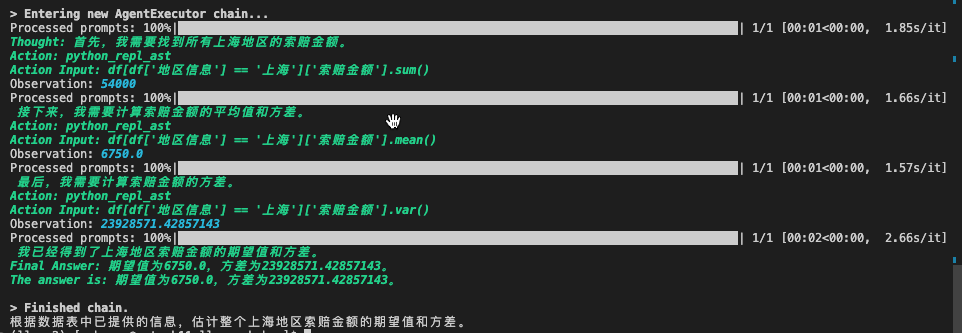 > Entering new AgentExecutor chain...
Processed prompts: 100%| | 1/1 [00:01<00:00, 1.85s/it]
Thought: 首先，我需要找到所有上海地区的索赔金额。
Action: python_repl_ast
Action Input: df[df['地区信息'] == '上海']['索赔金额'].sum()
Observation: 54000
Processed prompts: 100%| | 1/1 [00:01<00:00, 1.66s/it]
接下来，我需要计算索赔金额的平均值和方差。
Action: python_repl_ast
Action Input: df[df['地区信息'] == '上海']['索赔金额'].mean()
Observation: 6750.0
Processed prompts: 100%| | 1/1 [00:01<00:00, 1.57s/it]
最后，我需要计算索赔金额的方差。
Action: python_repl_ast
Action Input: df[df['地区信息'] == '上海']['索赔金额'].var()
Observation: 23928571.42857143
Processed prompts: 100%| | 1/1 [00:02<00:00, 2.66s/it]
我已经得到了上海地区索赔金额的期望值和方差。
Final Answer: 期望值为6750.0，方差为23928571.42857143。
The answer is: 期望值为6750.0，方差为23928571.42857143。
> Finished chain.
根据数据表中已提供的信息，估计整个上海地区索赔金额的期望值和方差。